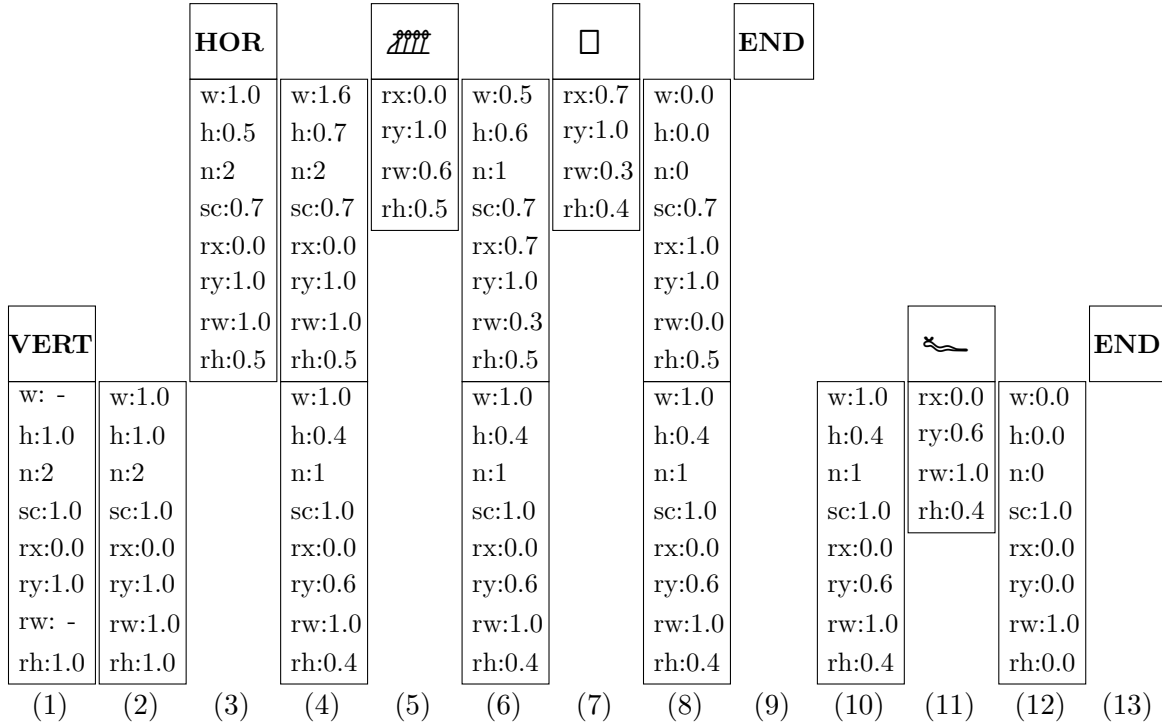 HOR 𓊪 END
w:1.0 w:1.6 rx:0.0 w:0.5 rx:0.7 w:0.0
h:0.5 h:0.7 ry:1.0 h:0.6 ry:1.0 h:0.0
n:2 n:2 rw:0.6 n:1 rw:0.3 n:0
sc:0.7 sc:0.7 rh:0.5 sc:0.7 rh:0.4 sc:0.7
rx:0.0 rx:0.0 rx:0.7 rx:1.0
ry:1.0 ry:1.0 ry:1.0 ry:1.0
rw:1.0 rw:1.0 rw:0.3 rw:0.0
VERT 𓆑 END
rh:0.5 rh:0.5 rh:0.5 rh:0.5
w: - w:1.0 w:1.0 w:1.0 w:1.0 w:1.0 rx:0.0 w:0.0
h:1.0 h:1.0 h:0.4 h:0.4 h:0.4 h:0.4 ry:0.6 h:0.0
n:2 n:2 n:1 n:1 n:1 n:1 rw:1.0 n:0
sc:1.0 sc:1.0 sc:1.0 sc:1.0 sc:1.0 sc:1.0 rh:0.4 sc:1.0
rx:0.0 rx:0.0 rx:0.0 rx:0.0 rx:0.0 rx:0.0 rx:0.0
ry:1.0 ry:1.0 ry:0.6 ry:0.6 ry:0.6 ry:0.6 ry:0.0
rw: - rw:1.0 rw:1.0 rw:1.0 rw:1.0 rw:1.0 rw:1.0
rh:1.0 rh:1.0 rh:0.4 rh:0.4 rh:0.4 rh:0.4 rh:0.0
(1) (2) (3) (4) (5) (6) (7) (8) (9) (10) (11) (12) (13)